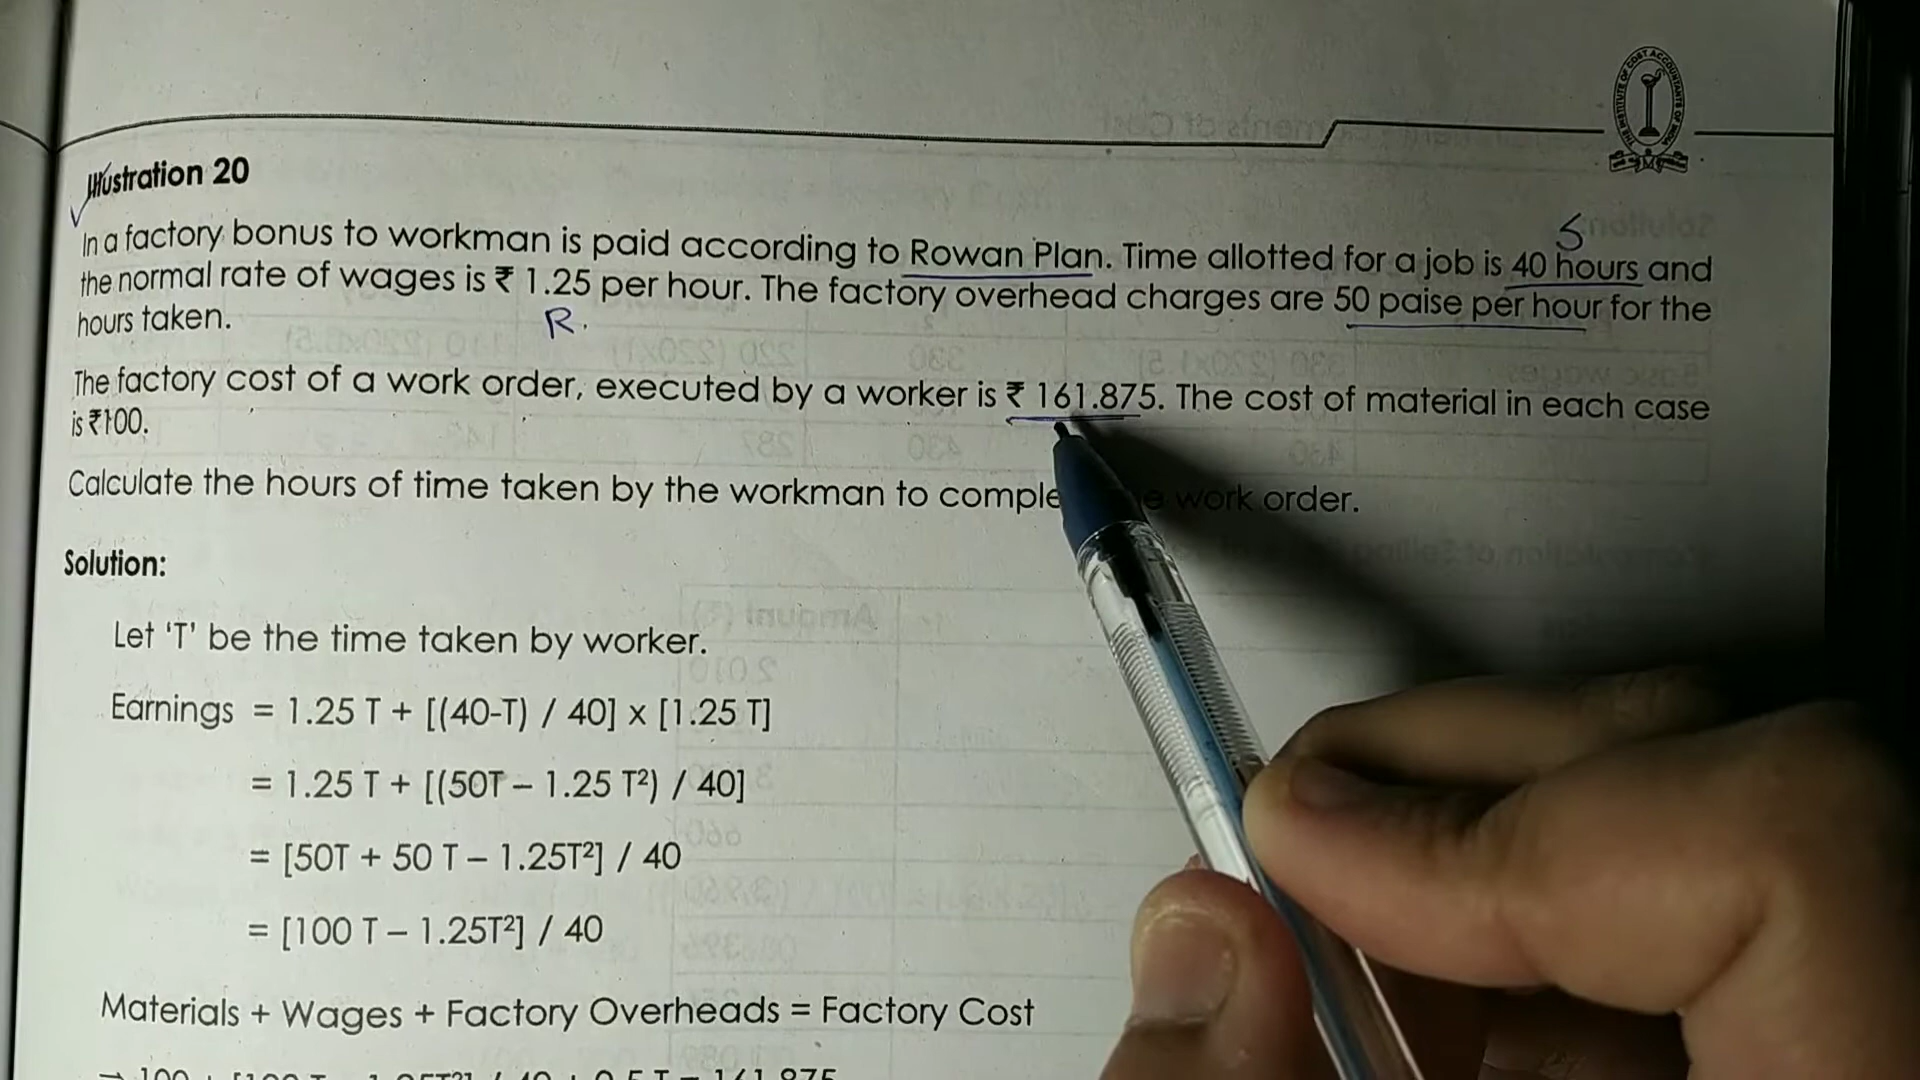 Illustration 20
S
In a factory bonus to workman is paid according to Rowan Plan. Time allotted for a job is 40 hours and
the normal rate of wages is ₹ 1.25 per hour. The factory overhead charges are 50 paise per hour for the
hours taken.
R.
The factory cost of a work order, executed by a worker is ₹ 161.875. The cost of material in each case
is ₹100.
Calculate the hours of time taken by the workman to comple work order.
Solution:
Let 'T' be the time taken by worker.
Earnings = 1.25 T + [(40-T) / 40] x [1.25 T]
= 1.25 T + [(50T – 1.25 T²) / 40]
= [50T + 50 T – 1.25T²] / 40
= [100 T – 1.25T²] / 40
Materials + Wages + Factory Overheads = Factory Cost